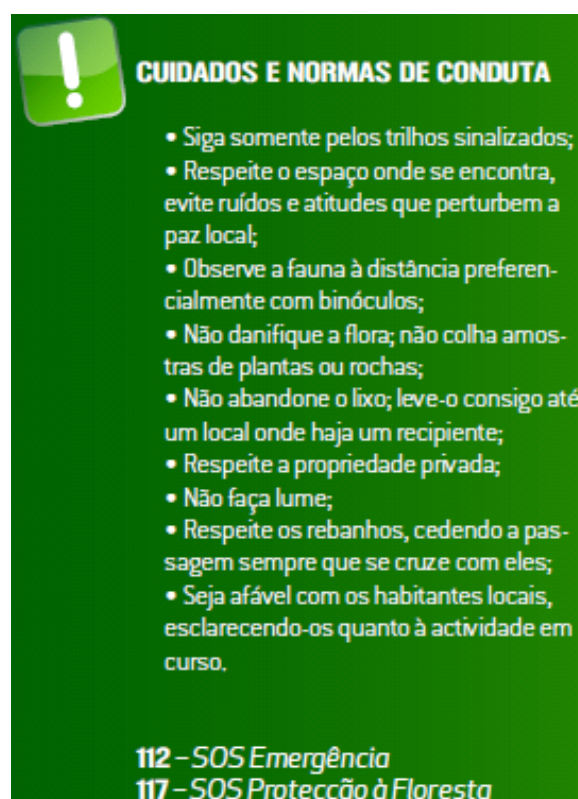 CUIDADOS E NORMAS DE CONDUTA
• Siga somente pelos trilhos sinalizados;
• Respeite o espaço onde se encontra,
evite ruídos e atitudes que perturbem a
paz local;
• Observe a fauna à distância preferen-
cialmente com binóculos;
• Não danifique a flora; não colha amos-
tras de plantas ou rochas;
• Não abandone o lixo; leve-o consigo até
um local onde haja um recipiente;
• Respeite a propriedade privada;
• Não faça lume;
• Respeite os rebanhos, cedendo a pas-
sagem sempre que se cruze com eles;
• Seja afável com os habitantes locais,
esclarecendo-os quanto à actividade em
curso.
112 – SOS Emergência
117 – SOS Protecção à Floresta